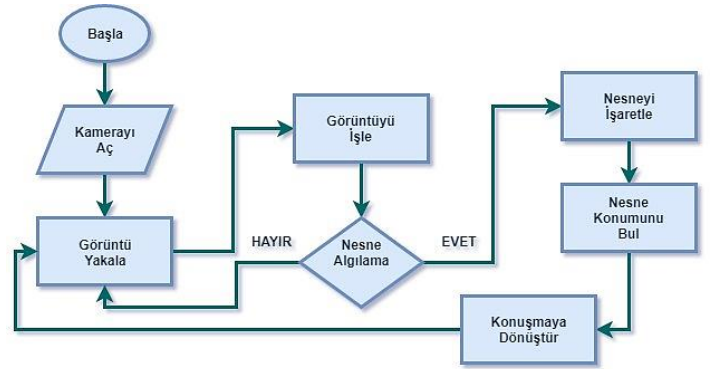 Başla
Kamerayı
Aç
Görüntü
Yakala
Görüntüyü
İşle
Nesne
Algılama
HAYIR
EVET
Nesneyi
İşaretle
Nesne
Konumunu
Bul
Konuşmaya
Dönüştür